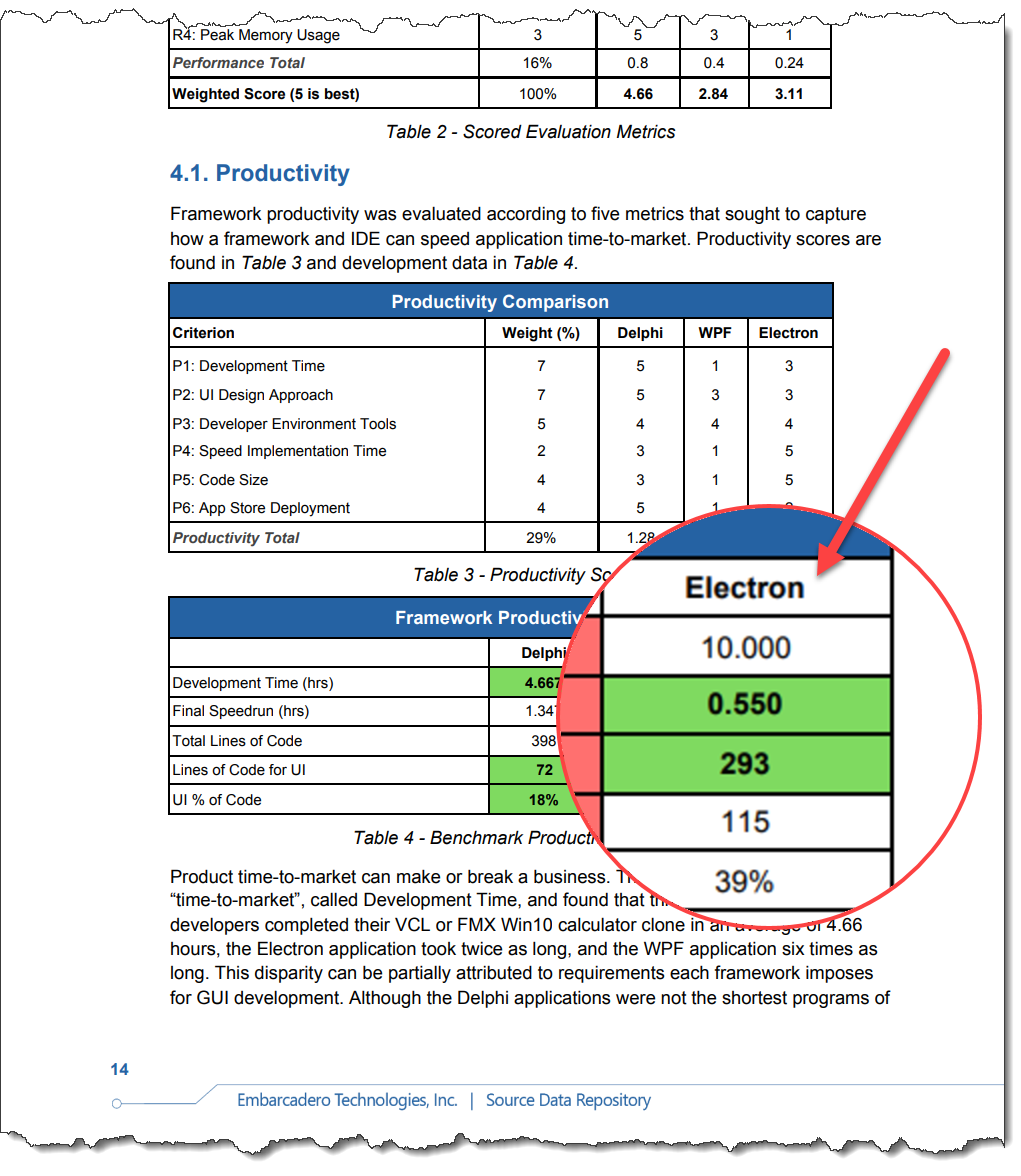 R4: Peak Memory Usage 3 5 3 1
Performance Total 16% 0.8 0.4 0.24
Weighted Score (5 is best) 100% 4.66 2.84 3.11
Table 2 - Scored Evaluation Metrics
4.1. Productivity
Framework productivity was evaluated according to five metrics that sought to capture
how a framework and IDE can speed application time-to-market. Productivity scores are
found in Table 3 and development data in Table 4.
Productivity Comparison
Criterion Weight (%) Delphi WPF Electron
P1: Development Time 7 5 1 3
P2: UI Design Approach 7 5 3 3
P3: Developer Environment Tools 5 4 4 4
P4: Speed Implementation Time 2 3 1 5
P5: Code Size 4 3 1 5
P6: App Store Deployment 4 5 1
Productivity Total 29% 1.28
Table 3 - Productivity
Framework
Delphi Electron
Development Time (hrs) 4.667 10.000
Final Speedrun (hrs) 1.347 0.550
Total Lines of Code 398 293
Lines of Code for UI 72 115
UI % of Code 18% 39%
Table 4 - Benchmark
Product time-to-market can make or break a business.
“time-to-market”, called Development Time, and found that
developers completed their VCL or FMX Win10 calculator clone in an average of 4.66
hours, the Electron application took twice as long, and the WPF application six times as
long. This disparity can be partially attributed to requirements each framework imposes
for GUI development. Although the Delphi applications were not the shortest programs of
14
Embarcadero Technologies, Inc. | Source Data Repository